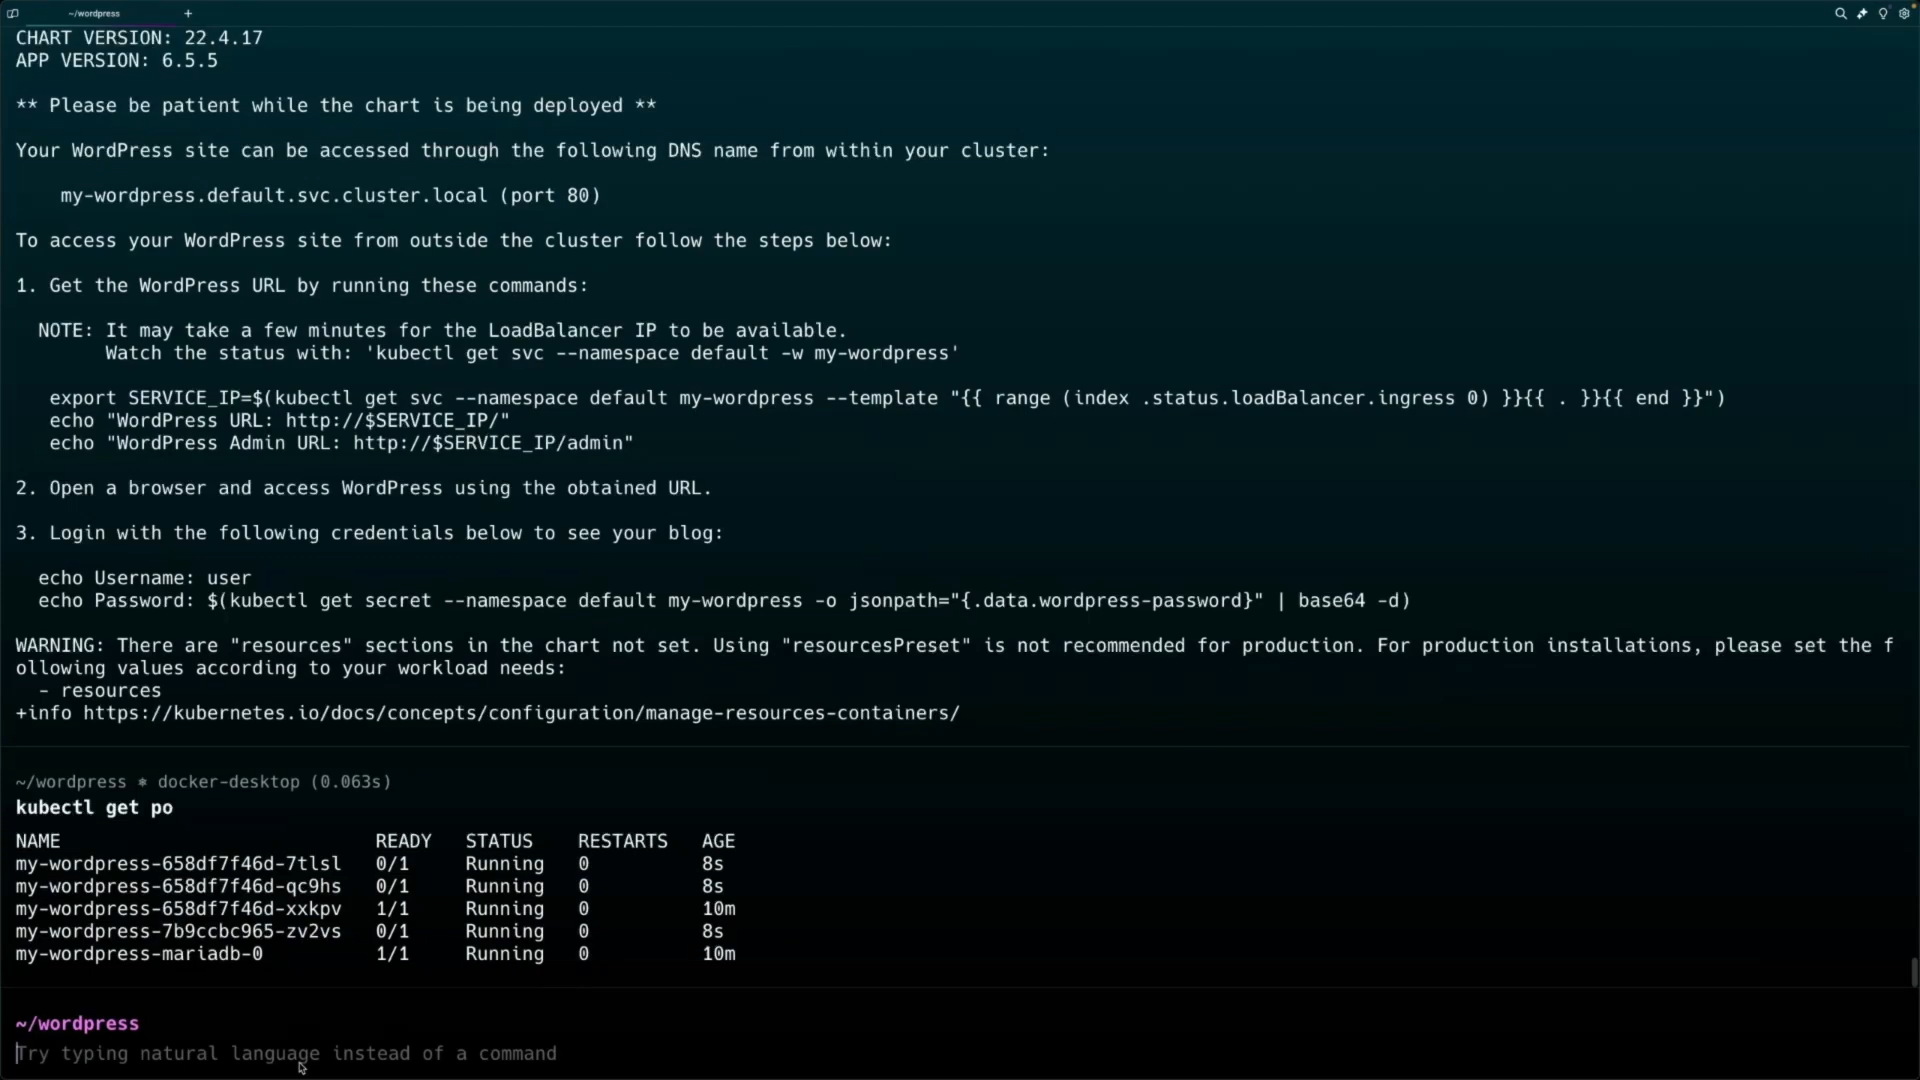 ~/wordpress
+
CHART VERSION: 22.4.17
APP VERSION: 6.5.5
** Please be patient while the chart is being deployed **
Your WordPress site can be accessed through the following DNS name from within your cluster:
my-wordpress.default.svc.cluster.local (port 80)
To access your WordPress site from outside the cluster follow the steps below:
1. Get the WordPress URL by running these commands:
NOTE: It may take a few minutes for the LoadBalancer IP to be available.
Watch the status with: 'kubectl get svc --namespace default -w my-wordpress'
export SERVICE_IP=$(kubectl get svc --namespace default my-wordpress --template "{{ range (index .status.loadBalancer.ingress 0) }}{{ . }}{{ end }}")
echo "WordPress URL: http://$SERVICE_IP/"
echo "WordPress Admin URL: http://$SERVICE_IP/admin"
2. Open a browser and access WordPress using the obtained URL.
3. Login with the following credentials below to see your blog:
echo Username: user
echo Password: $(kubectl get secret --namespace default my-wordpress -o jsonpath="{.data.wordpress-password}" | base64 -d)
WARNING: There are "resources" sections in the chart not set. Using "resourcesPreset" is not recommended for production. For production installations, please set the f
ollowing values according to your workload needs:
- resources
+info https://kubernetes.io/docs/concepts/configuration/manage-resources-containers/
~/wordpress ⎈ docker-desktop (0.063s)
kubectl get po
NAME READY STATUS RESTARTS AGE
my-wordpress-658df7f46d-7tlsl 0/1 Running 0 8s
my-wordpress-658df7f46d-qc9hs 0/1 Running 0 8s
my-wordpress-658df7f46d-xxkpv 1/1 Running 0 10m
my-wordpress-7b9ccbc965-zv2vs 0/1 Running 0 8s
my-wordpress-mariadb-0 1/1 Running 0 10m
~/wordpress
Try typing natural language instead of a command